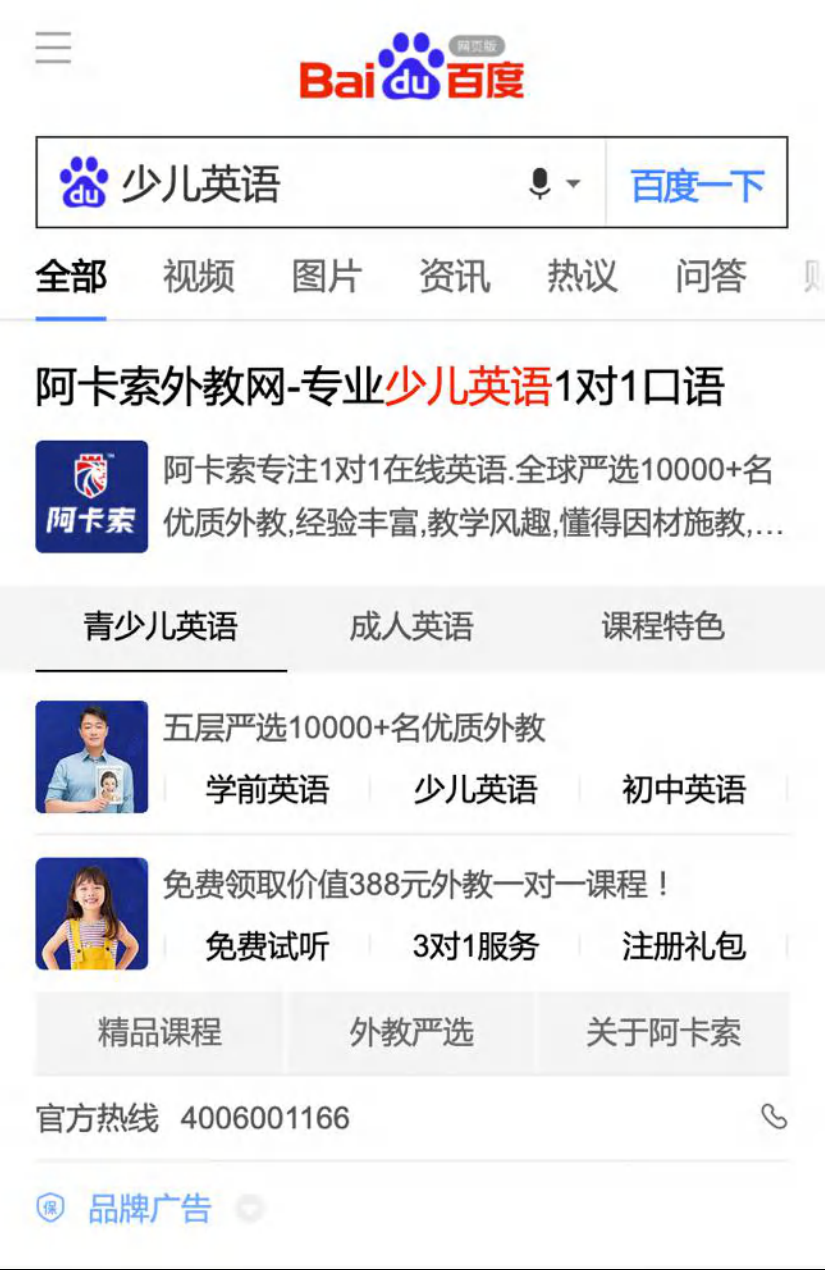 Bai du 百度 网页版
du 少儿英语 百度一下
全部 视频 图片 资讯 热议 问答
阿卡索外教网-专业少儿英语1对1口语
阿卡索
阿卡索专注1对1在线英语.全球严选10000+名
优质外教,经验丰富,教学风趣,懂得因材施教,...
青少儿英语 成人英语 课程特色
五层严选10000+名优质外教
学前英语 少儿英语 初中英语
免费领取价值388元外教一对一课程！
免费试听 3对1服务 注册礼包
精品课程 外教严选 关于阿卡索
官方热线 4006001166
保 品牌广告